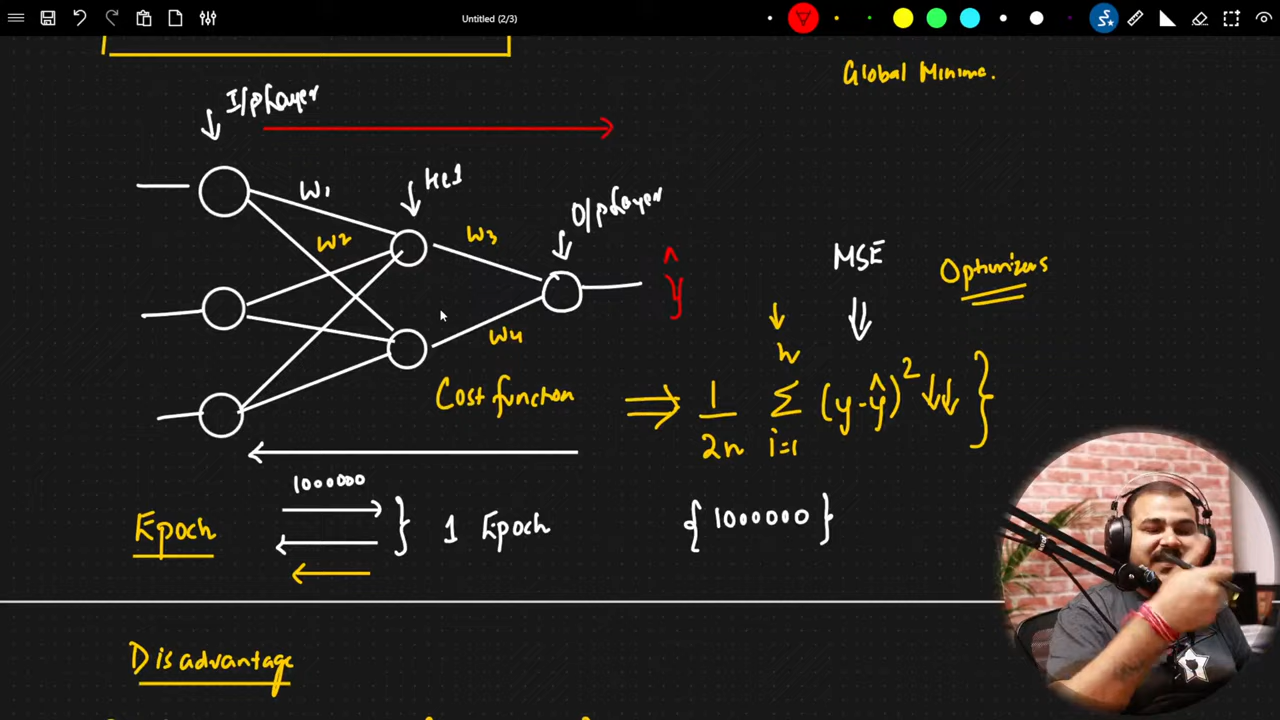 Untitled (2/3)
Global Minima.
I/p Layer
HL1
O/p Layer
W1
W2
W3
W4
ŷ
MSE
Optimizers
Cost function ⇒ 1/2n n Σ i=1 (y-ŷ)² ↓↓ }
1000000
Epoch } 1 Epoch
{ 1000000 }
Disadvantage